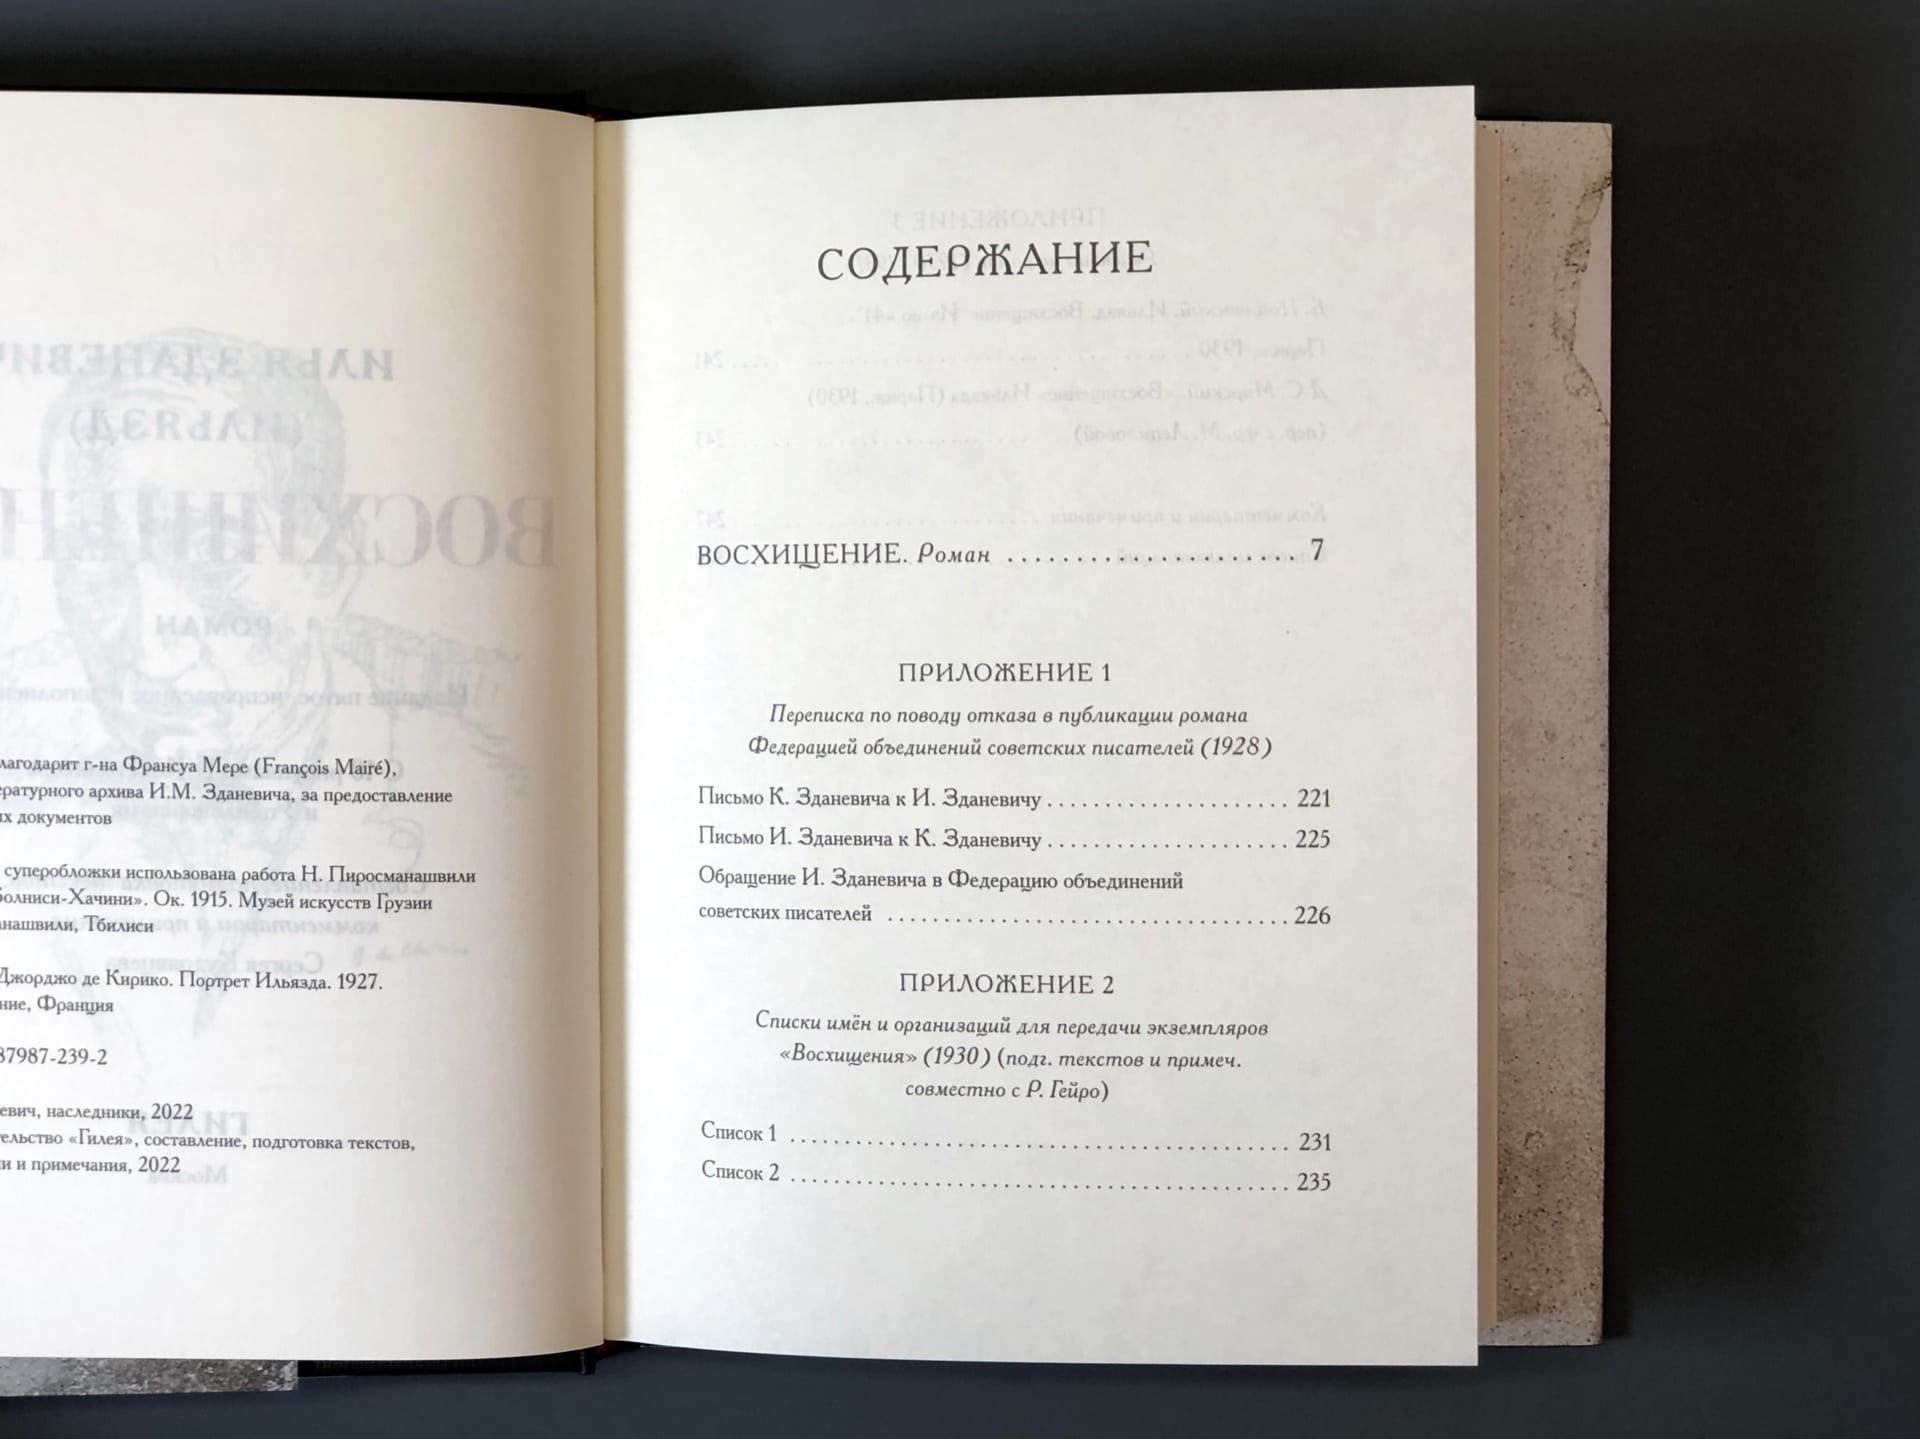 лагодарит г-на Франсуа Мере (François Mairé),
ературного архива И.М. Зданевича, за предоставление
их документов
суперобложки использована работа Н. Пиросманашвили
олниси-Хачини». Ок. 1915. Музей искусств Грузии
нашвили, Тбилиси
Джорджо де Кирико. Портрет Ильязда. 1927.
ние, Франция
87987-239-2
евич, наследники, 2022
ельство «Гилея», составление, подготовка текстов,
и и примечания, 2022
СОДЕРЖАНИЕ
ВОСХИЩЕНИЕ. Роман . . . . . . . . . . . . . . . . . . . . . 7
ПРИЛОЖЕНИЕ 1
Переписка по поводу отказа в публикации романа
Федерацией объединений советских писателей (1928)
Письмо К. Зданевича к И. Зданевичу . . . . . . . . . . . . . . . . . . . . . . 221
Письмо И. Зданевича к К. Зданевичу . . . . . . . . . . . . . . . . . . . . . . 225
Обращение И. Зданевича в Федерацию объединений
советских писателей . . . . . . . . . . . . . . . . . . . . . . . . . . . . . . . . . . . . 226
ПРИЛОЖЕНИЕ 2
Списки имён и организаций для передачи экземпляров
«Восхищения» (1930) (подг. текстов и примеч.
совместно с Р. Гейро)
Список 1 . . . . . . . . . . . . . . . . . . . . . . . . . . . . . . . . . . . . . . . . . . . . . 231
Список 2 . . . . . . . . . . . . . . . . . . . . . . . . . . . . . . . . . . . . . . . . . . . . . 235